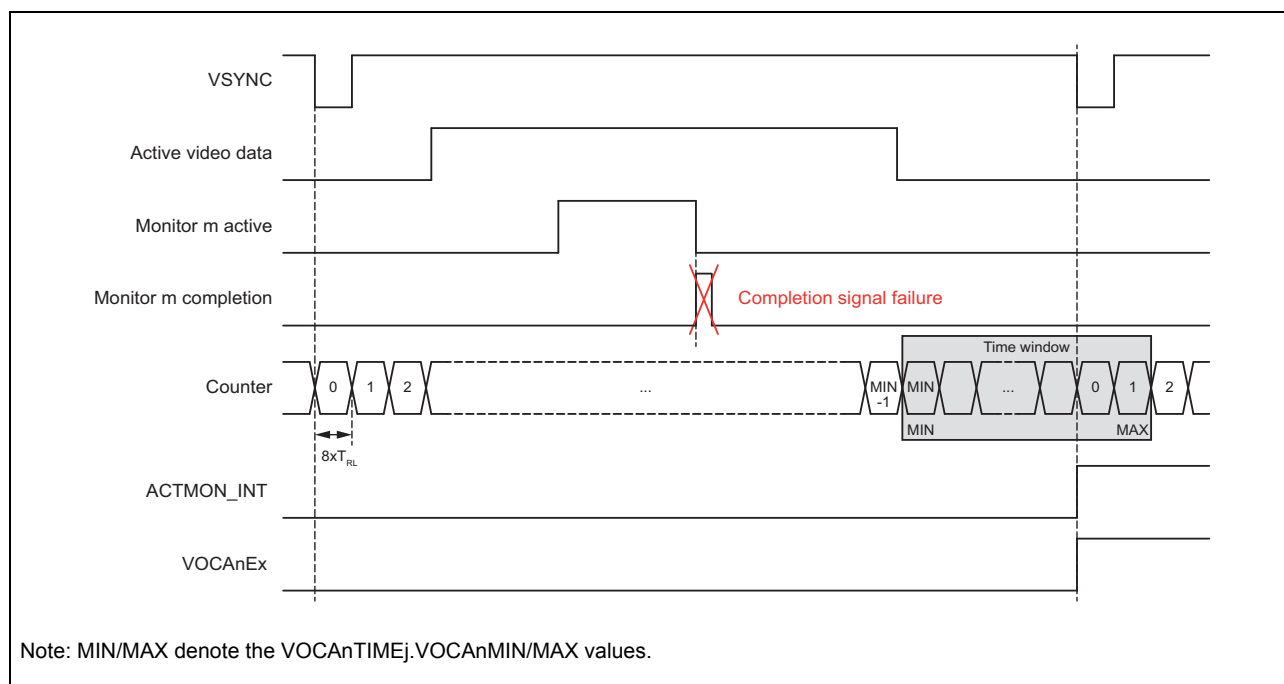 VSYNC
Active video data
Monitor m active
Monitor m completion
Completion signal failure
Time window
Counter
0
1
2
...
MIN
-1
MIN
...
0
1
2
MIN
MAX
8xTRL
ACTMON_INT
VOCAnEx
Note: MIN/MAX denote the VOCAnTIMEj.VOCAnMIN/MAX values.